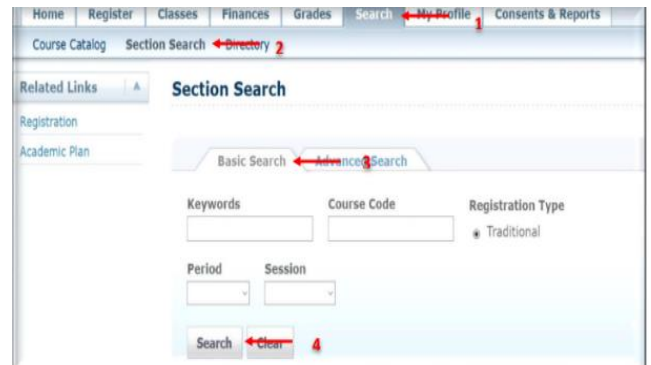 Home Register Classes Finances Grades Search My Profile Consents & Reports
1
Course Catalog Section Search Directory 2
Related Links
Section Search
Registration
Academic Plan
Basic Search Advanced Search
3
Keywords Course Code Registration Type
Traditional
Period Session
Search Clear 4